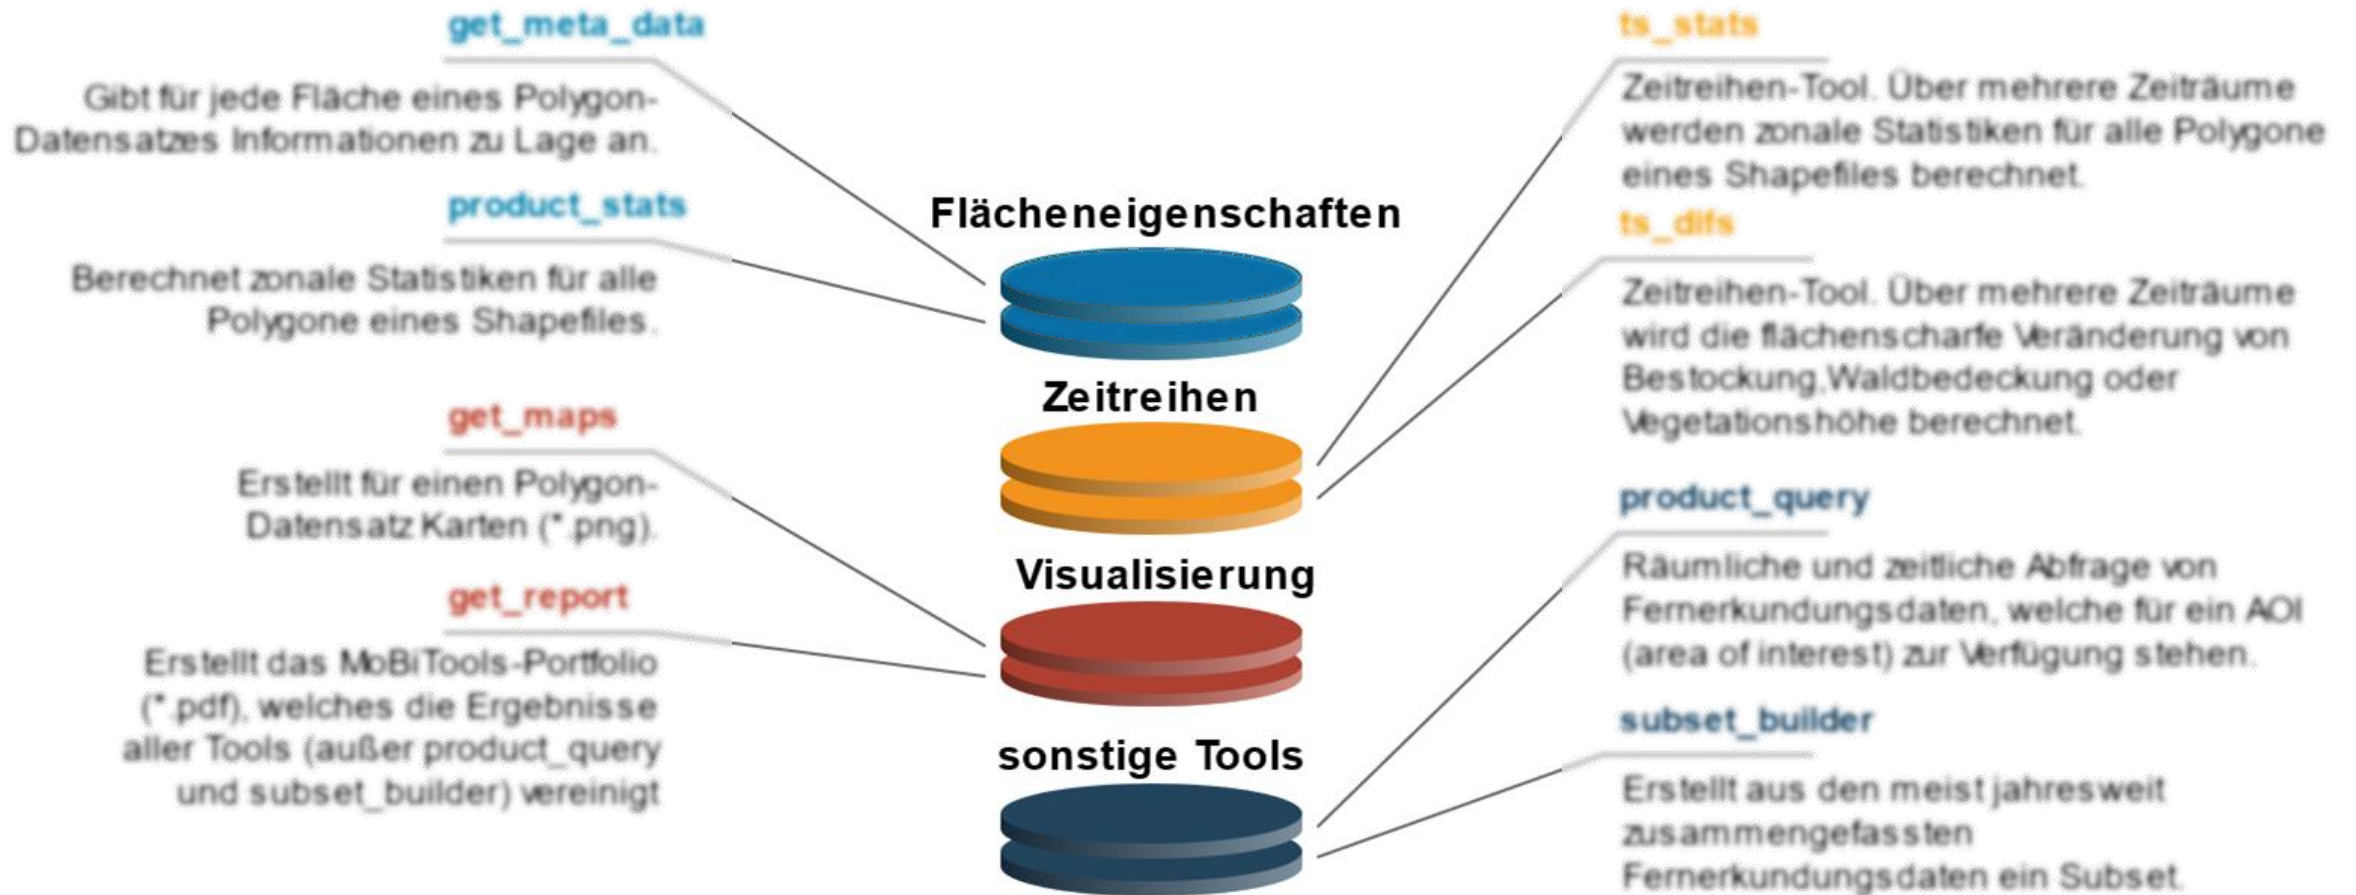 get_meta_data
Gibt für jede Fläche eines Polygon-
Datensatzes Informationen zu Lage an.
product_stats
Berechnet zonale Statistiken für alle
Polygone eines Shapefiles.
get_maps
Erstellt für einen Polygon-
Datensatz Karten (*.png).
get_report
Erstellt das MoBiTools-Portfolio
(*.pdf), welches die Ergebnisse
aller Tools (außer product_query
und subset_builder) vereinigt
Flächeneigenschaften
Zeitreihen
Visualisierung
sonstige Tools
ts_stats
Zeitreihen-Tool. Über mehrere Zeiträume
werden zonale Statistiken für alle Polygone
eines Shapefiles berechnet.
ts_difs
Zeitreihen-Tool. Über mehrere Zeiträume
wird die flächenscharfe Veränderung von
Bestockung,Waldbedeckung oder
Vegetationshöhe berechnet.
product_query
Räumliche und zeitliche Abfrage von
Fernerkundungsdaten, welche für ein AOI
(area of interest) zur Verfügung stehen.
subset_builder
Erstellt aus den meist jahresweit
zusammengefassten
Fernerkundungsdaten ein Subset.